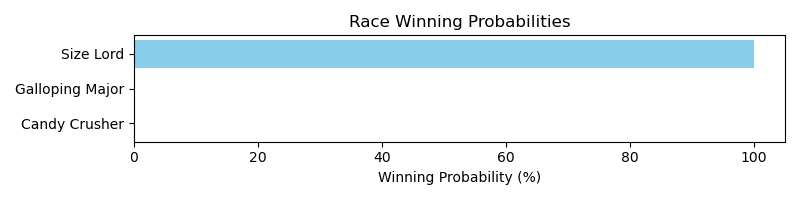 Race Winning Probabilities
Size Lord
Galloping Major
Candy Crusher
0 20 40 60 80 100
Winning Probability (%)